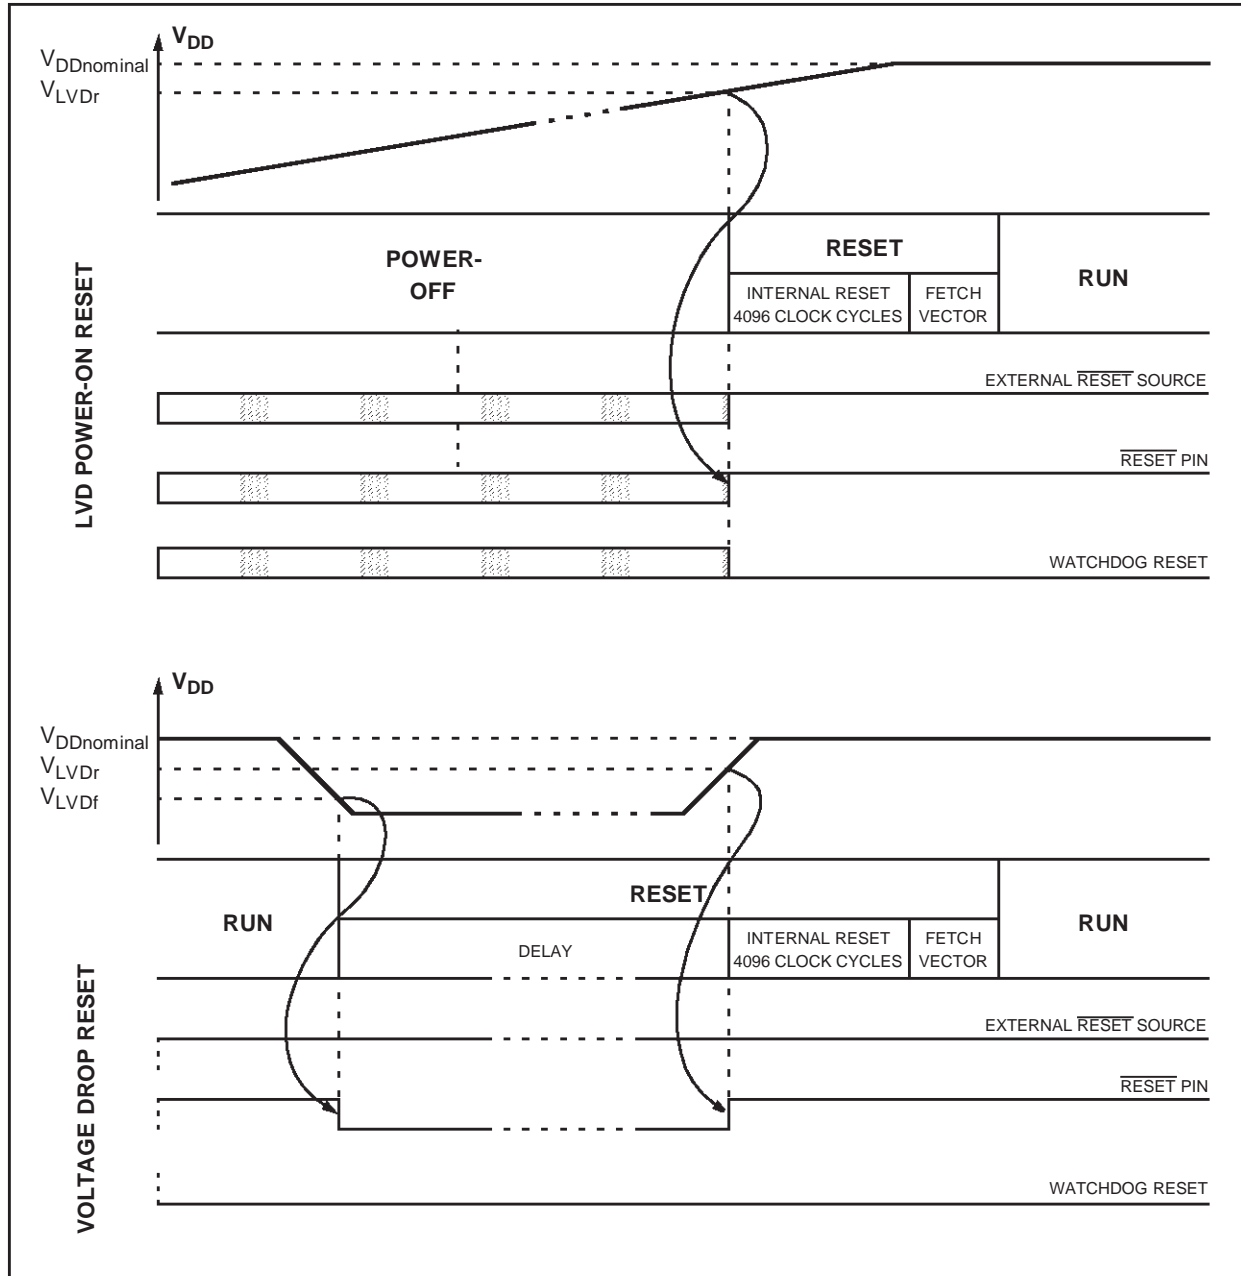 VDD
VDDnominal
VLVDr
LVD POWER-ON RESET
POWER-
OFF
RESET
INTERNAL RESET
4096 CLOCK CYCLES
FETCH
VECTOR
RUN
EXTERNAL RESET SOURCE
RESET PIN
WATCHDOG RESET
VDD
VDDnominal
VLVDr
VLVDf
VOLTAGE DROP RESET
RUN
RESET
DELAY
INTERNAL RESET
4096 CLOCK CYCLES
FETCH
VECTOR
RUN
EXTERNAL RESET SOURCE
RESET PIN
WATCHDOG RESET